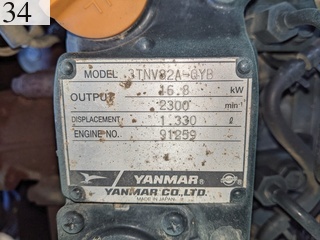 34
MODEL 3TNV82A-GYB
OUTPUT 16.8 kW
2300 min⁻¹
DISPLACEMENT 1.330 ℓ
ENGINE NO. 91259
YANMAR®
YANMAR CO.,LTD.
MADE IN JAPAN